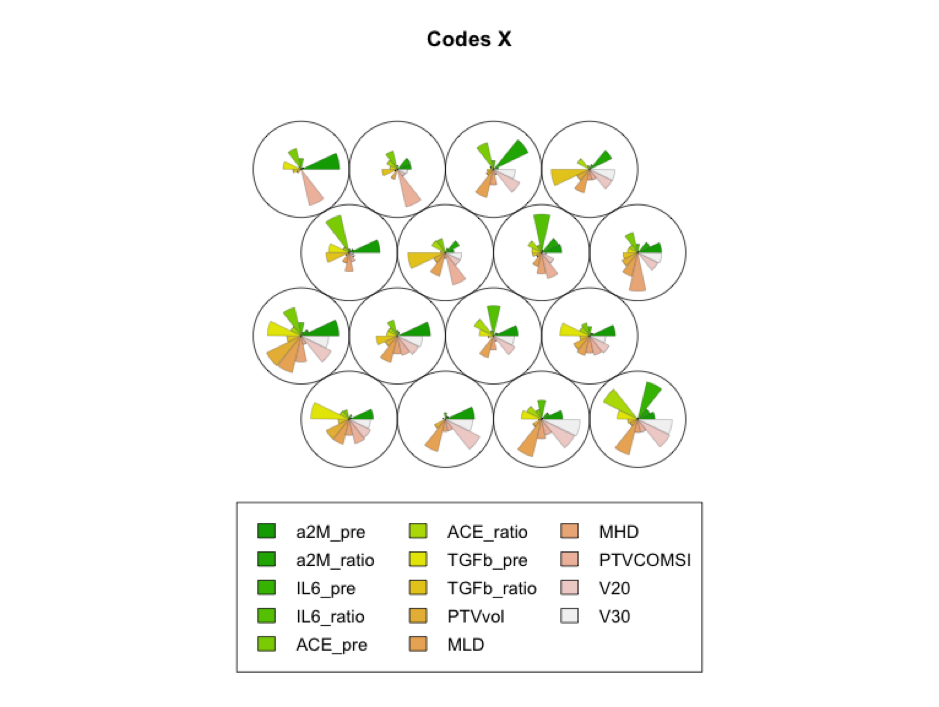 Codes X
a2M_pre
a2M_ratio
IL6_pre
IL6_ratio
ACE_pre
ACE_ratio
TGFb_pre
TGFb_ratio
PTVvol
MLD
MHD
PTVCOMSI
V20
V30